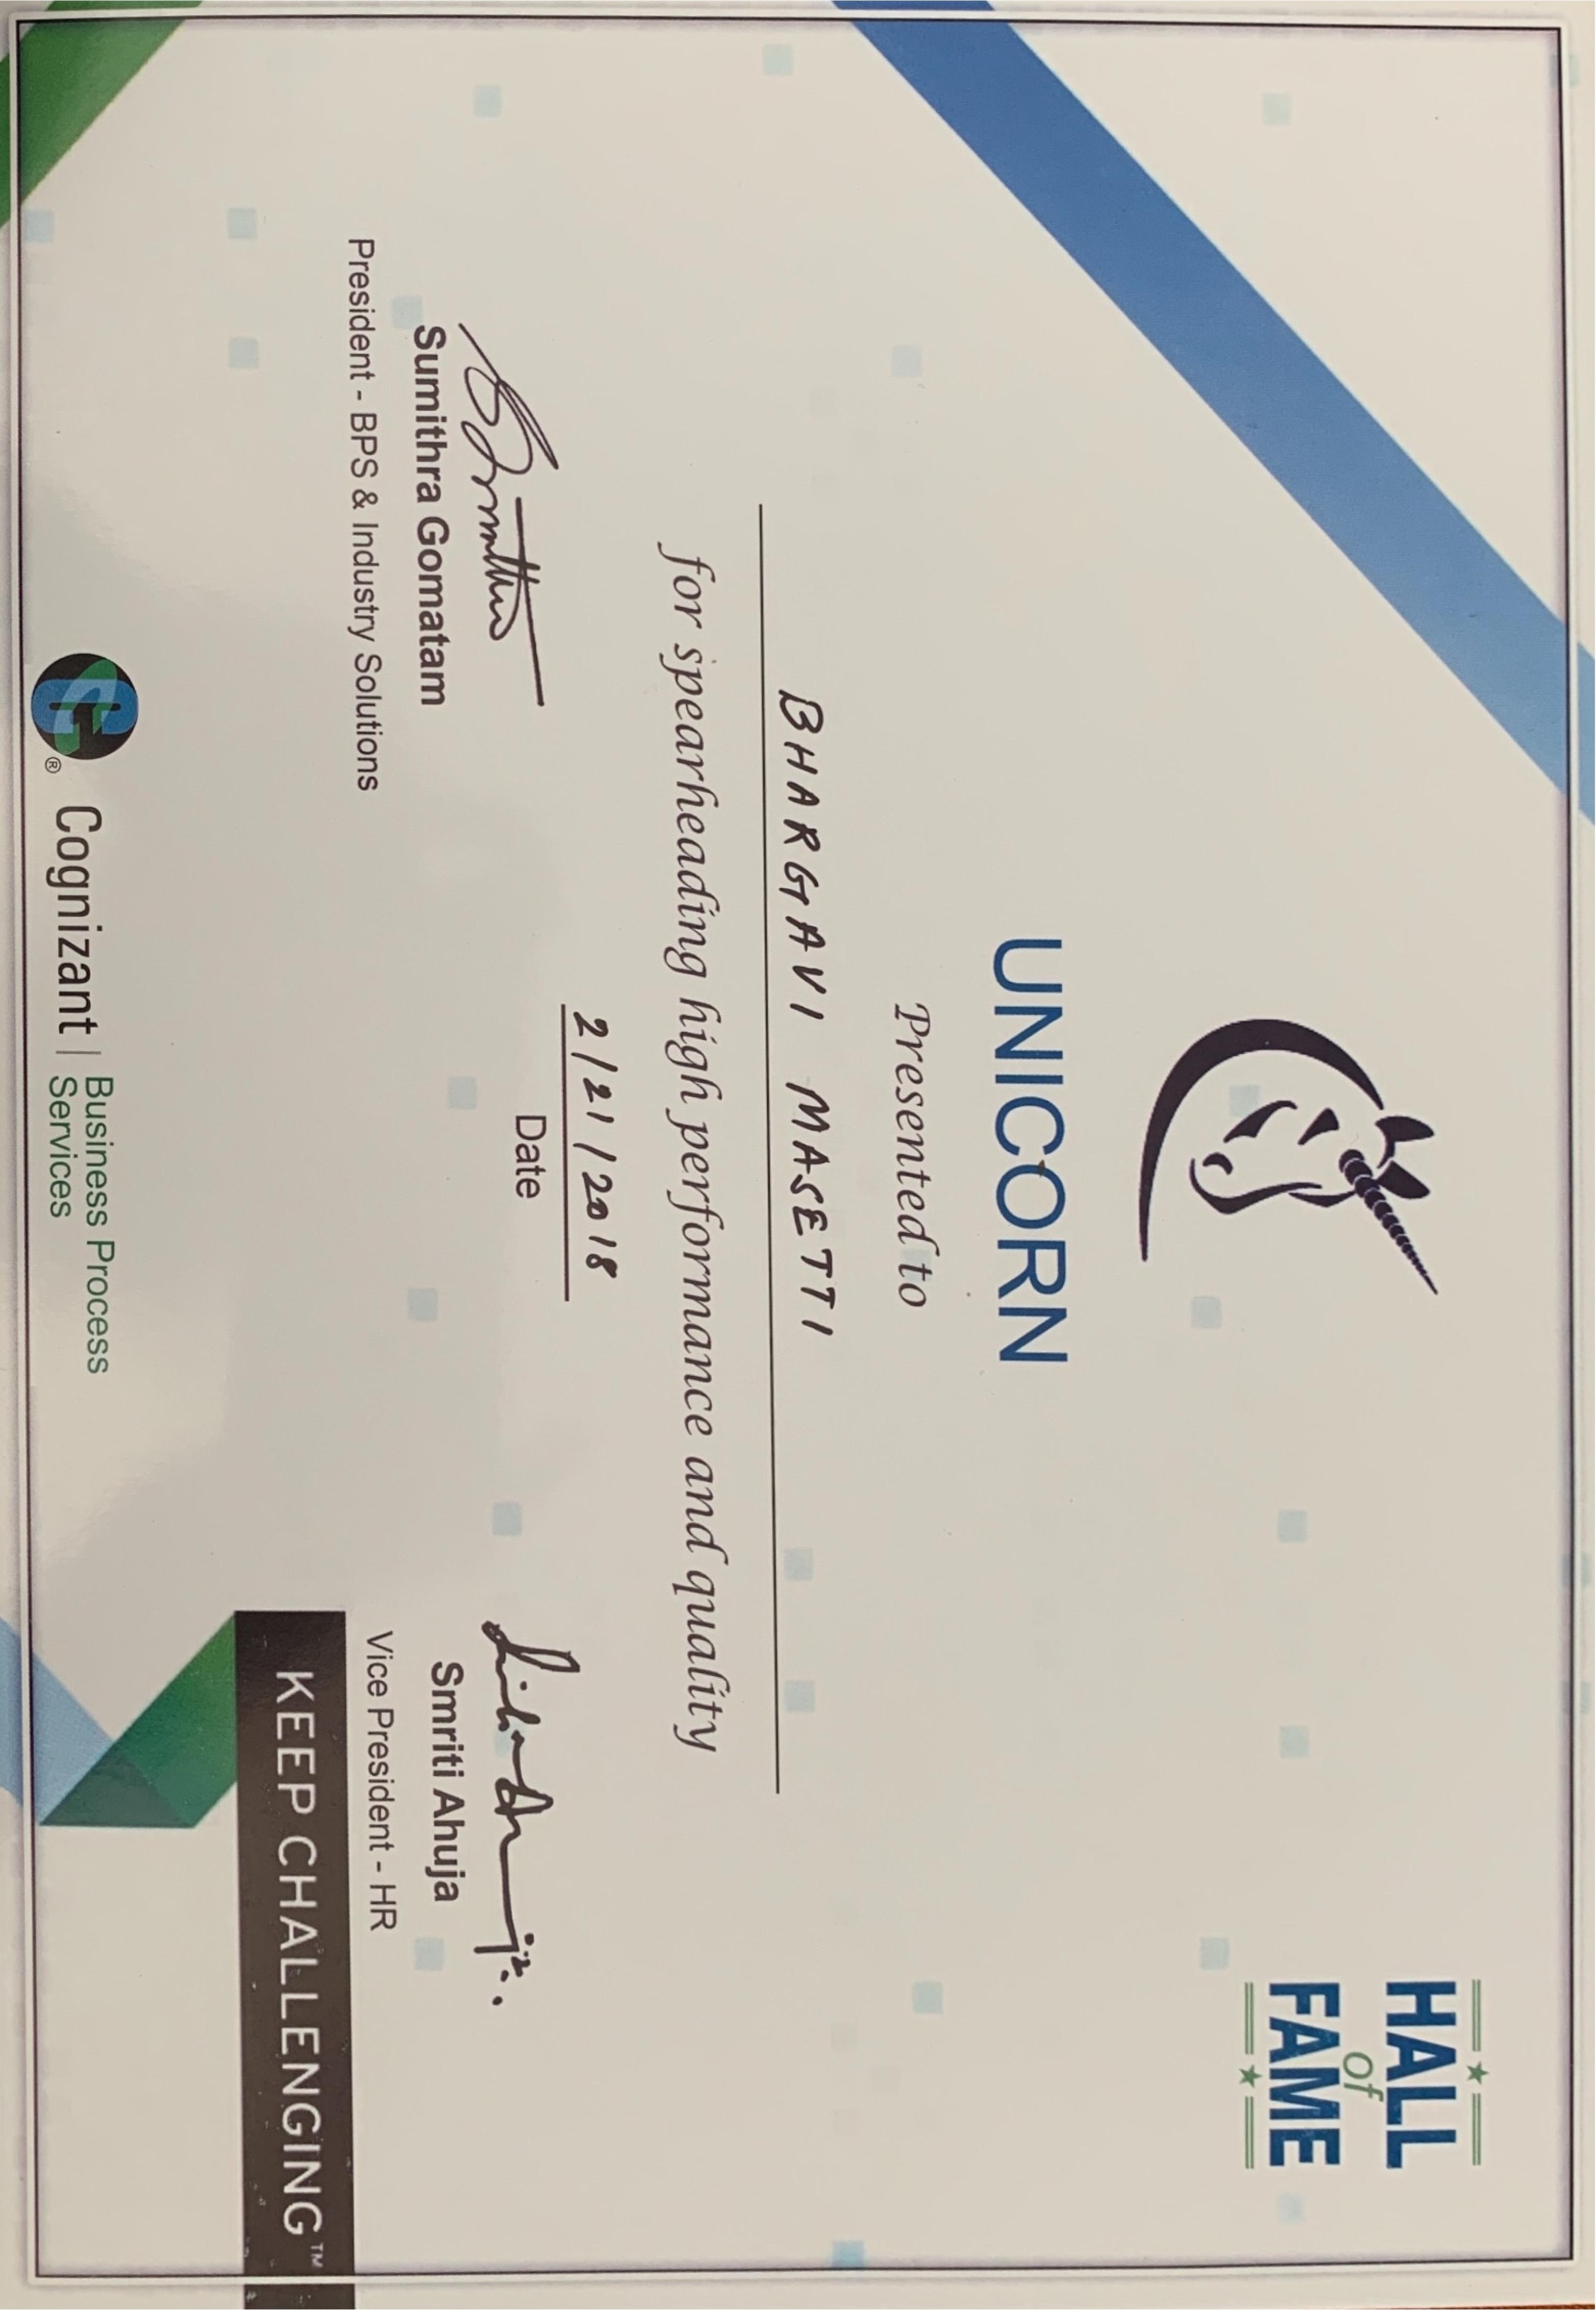 HALL
of
FAME
UNICORN
Presented to
BHARGAVI MASETTI
for spearheading high performance and quality
2/21/2018
Date
Sumithra Gomatam
President - BPS & Industry Solutions
Smriti Ahuja
Vice President - HR
KEEP CHALLENGING™
Cognizant | Business Process
Services